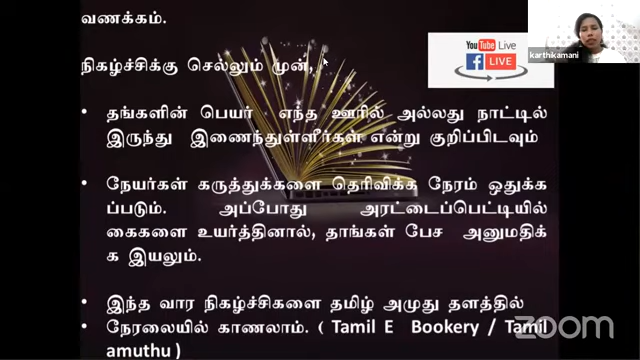 வணக்கம்.
நிகழ்ச்சிக்கு செல்லும் முன்,
• தங்களின் பெயர் எந்த ஊரில் அல்லது நாட்டில்
இருந்து இணைந்துள்ளீர்கள் என்று குறிப்பிடவும்
• நேயர்கள் கருத்துக்களை தெரிவிக்க நேரம் ஒதுக்க
ப்படும். அப்போது அரட்டைப்பெட்டியில்
கைகளை உயர்த்தினால், தாங்கள் பேச அனுமதிக்
க இயலும்.
• இந்த வார நிகழ்ச்சிகளை தமிழ் அமுது தளத்தில்
• நேரலையில் காணலாம். ( Tamil E Bookery / Tamil
amuthu )
YouTube Live
f LIVE
karthikamani
zoom